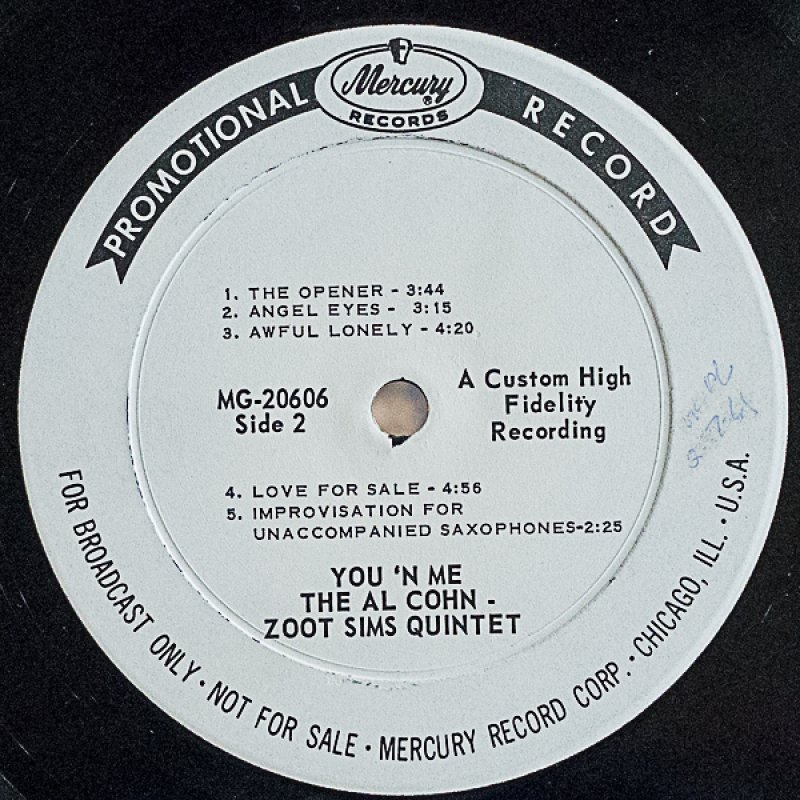 Mercury
®
RECORDS
PROMOTIONAL RECORD
1. THE OPENER - 3:44
2. ANGEL EYES - 3:15
3. AWFUL LONELY - 4:20
MG-20606
Side 2
A Custom High
Fidelity
Recording
4. LOVE FOR SALE - 4:56
5. IMPROVISATION FOR
UNACCOMPANIED SAXOPHONES-2:25
YOU 'N ME
THE AL COHN -
ZOOT SIMS QUINTET
FOR BROADCAST ONLY • NOT FOR SALE • MERCURY RECORD CORP. • CHICAGO, ILL. • U.S.A.